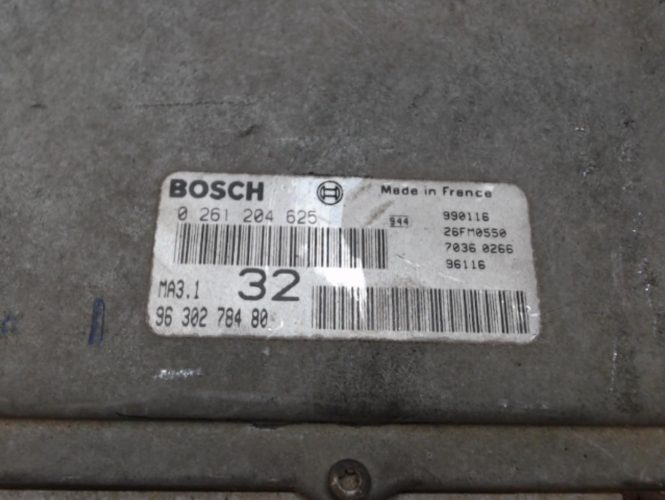 BOSCH Made in France
0 261 204 625 944 990116
26FM0550
7036 0266
96116
MA3.1 32
96 302 784 80